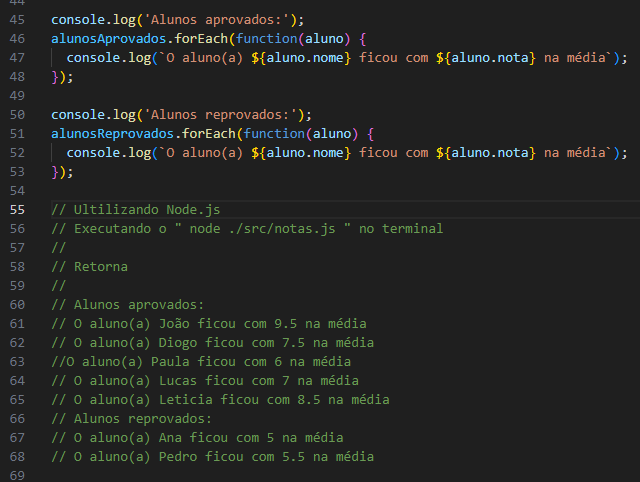 44
45 console.log('Alunos aprovados:');
46 alunosAprovados.forEach(function(aluno) {
47 console.log(`O aluno(a) ${aluno.nome} ficou com ${aluno.nota} na média`);
48 });
49
50 console.log('Alunos reprovados:');
51 alunosReprovados.forEach(function(aluno) {
52 console.log(`O aluno(a) ${aluno.nome} ficou com ${aluno.nota} na média`);
53 });
54
55 // Ultilizando Node.js
56 // Executando o " node ./src/notas.js " no terminal
57 //
58 // Retorna
59 //
60 // Alunos aprovados:
61 // O aluno(a) João ficou com 9.5 na média
62 // O aluno(a) Diogo ficou com 7.5 na média
63 //O aluno(a) Paula ficou com 6 na média
64 // O aluno(a) Lucas ficou com 7 na média
65 // O aluno(a) Leticia ficou com 8.5 na média
66 // Alunos reprovados:
67 // O aluno(a) Ana ficou com 5 na média
68 // O aluno(a) Pedro ficou com 5.5 na média
69